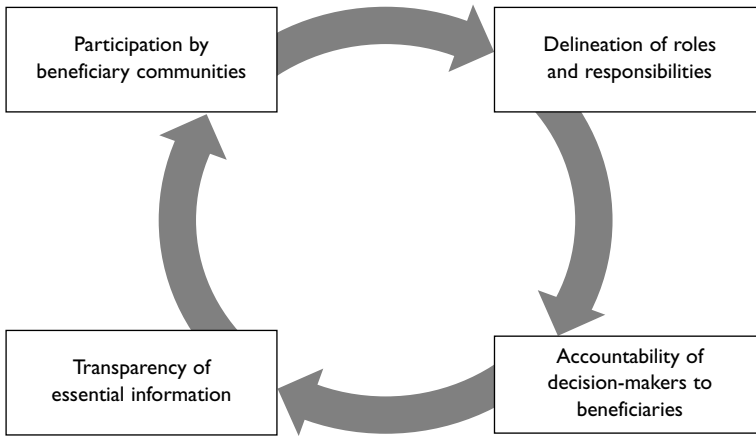 Participation by
beneficiary communities
Delineation of roles
and responsibilities
Transparency of
essential information
Accountability of
decision-makers to
beneficiaries